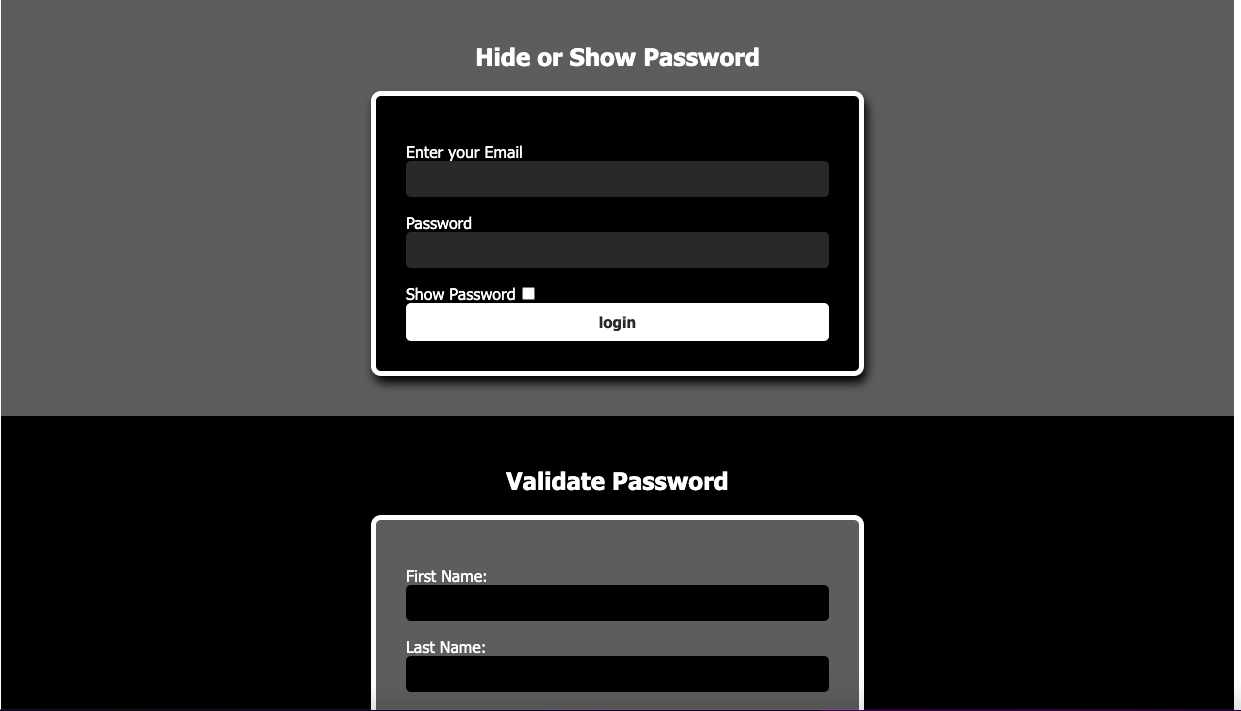 Hide or Show Password
Enter your Email
Password
Show Password
login
Validate Password
First Name:
Last Name: